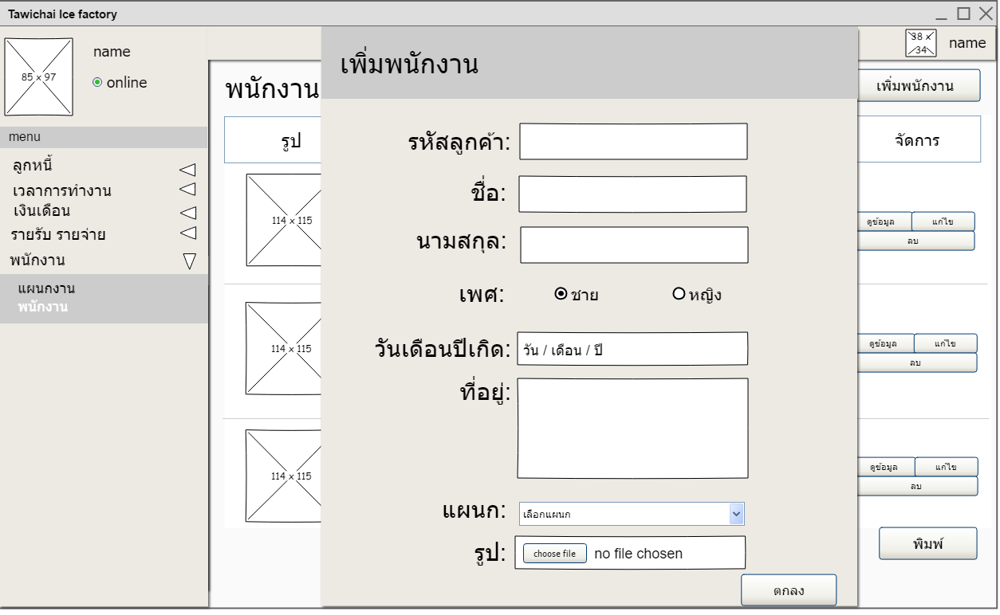 Tawichai Ice factory
85 x 97
name
online
menu
ลูกหนี้
เวลาการทำงาน
เงินเดือน
รายรับ รายจ่าย
พนักงาน
แผนกงาน
พนักงาน
38 x 34
name
พนักงาน
เพิ่มพนักงาน
รูป
จัดการ
114 x 115
ดูข้อมูล
แก้ไข
ลบ
114 x 115
ดูข้อมูล
แก้ไข
ลบ
114 x 115
ดูข้อมูล
แก้ไข
ลบ
พิมพ์
เพิ่มพนักงาน
รหัสลูกค้า:
ชื่อ:
นามสกุล:
เพศ:
ชาย
หญิง
วันเดือนปีเกิด:
วัน / เดือน / ปี
ที่อยู่:
แผนก:
เลือกแผนก
รูป:
choose file
no file chosen
ตกลง